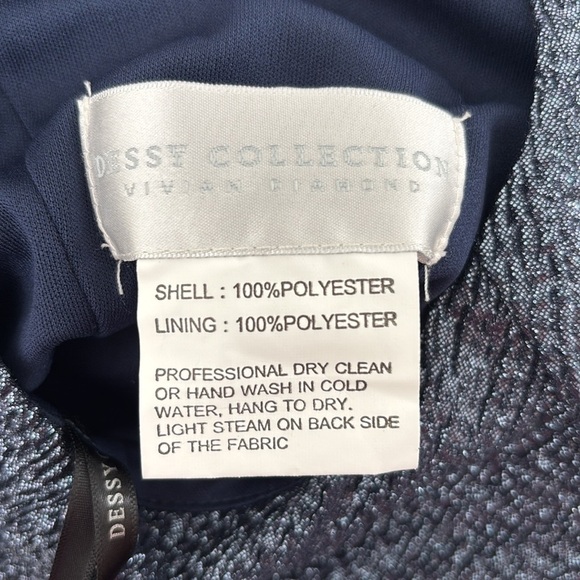 DESSY COLLECTION
VIVIAN DIAMOND
SHELL : 100%POLYESTER
LINING : 100%POLYESTER
PROFESSIONAL DRY CLEAN
OR HAND WASH IN COLD
WATER, HANG TO DRY.
LIGHT STEAM ON BACK SIDE
OF THE FABRIC
DESSY